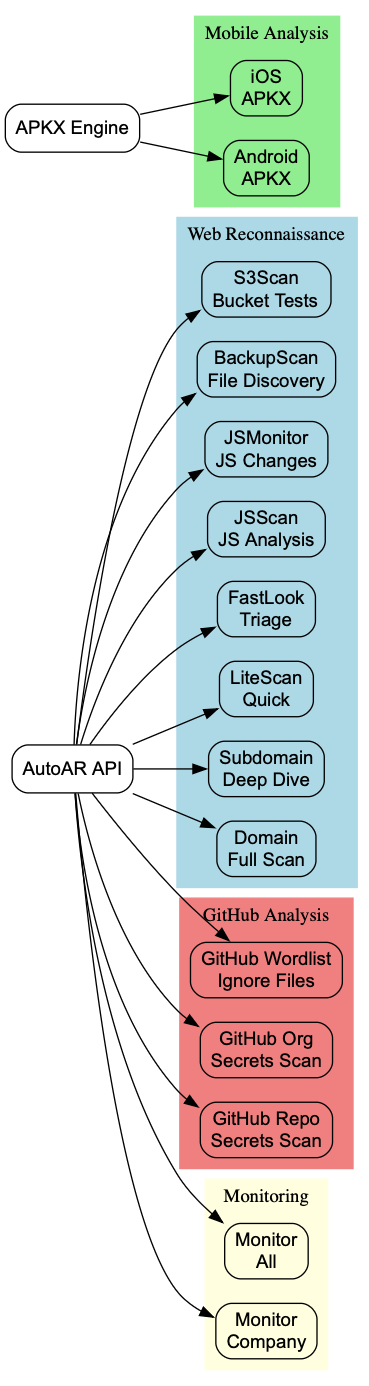 Mobile Analysis
iOS
APKX
APKX Engine
Android
APKX
Web Reconnaissance
S3Scan
Bucket Tests
BackupScan
File Discovery
JSMonitor
JS Changes
JSScan
JS Analysis
FastLook
Triage
LiteScan
Quick
AutoAR API
Subdomain
Deep Dive
Domain
Full Scan
GitHub Analysis
GitHub Wordlist
Ignore Files
GitHub Org
Secrets Scan
GitHub Repo
Secrets Scan
Monitoring
Monitor
All
Monitor
Company